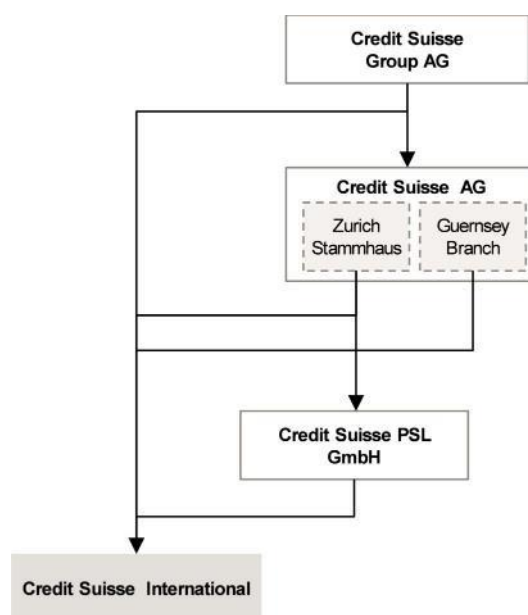 Credit Suisse
Group AG
Credit Suisse AG
Zurich
Stammhaus
Guernsey
Branch
Credit Suisse PSL
GmbH
Credit Suisse International